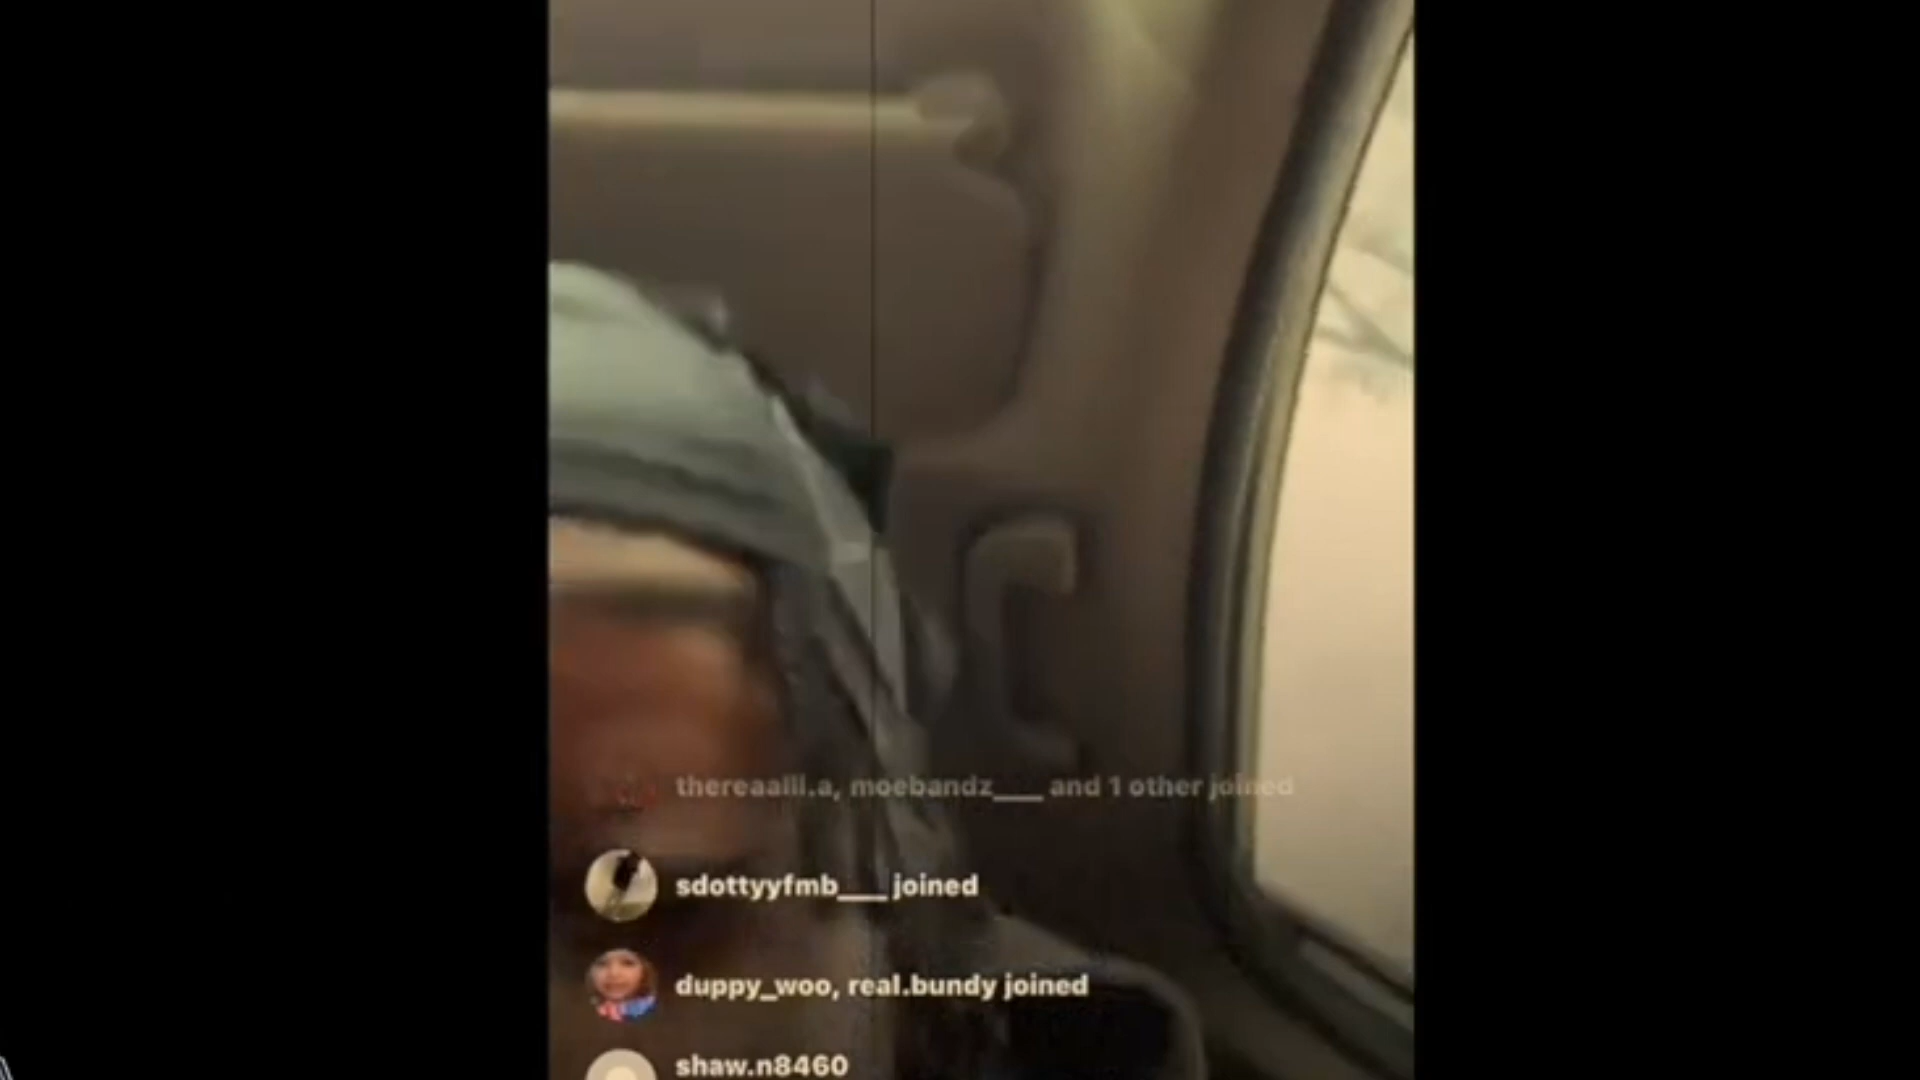 thereaalll.a, moebandz___ and 1 other joined
sdottyyfmb___ joined
duppy_woo, real.bundy joined
shaw.n8460